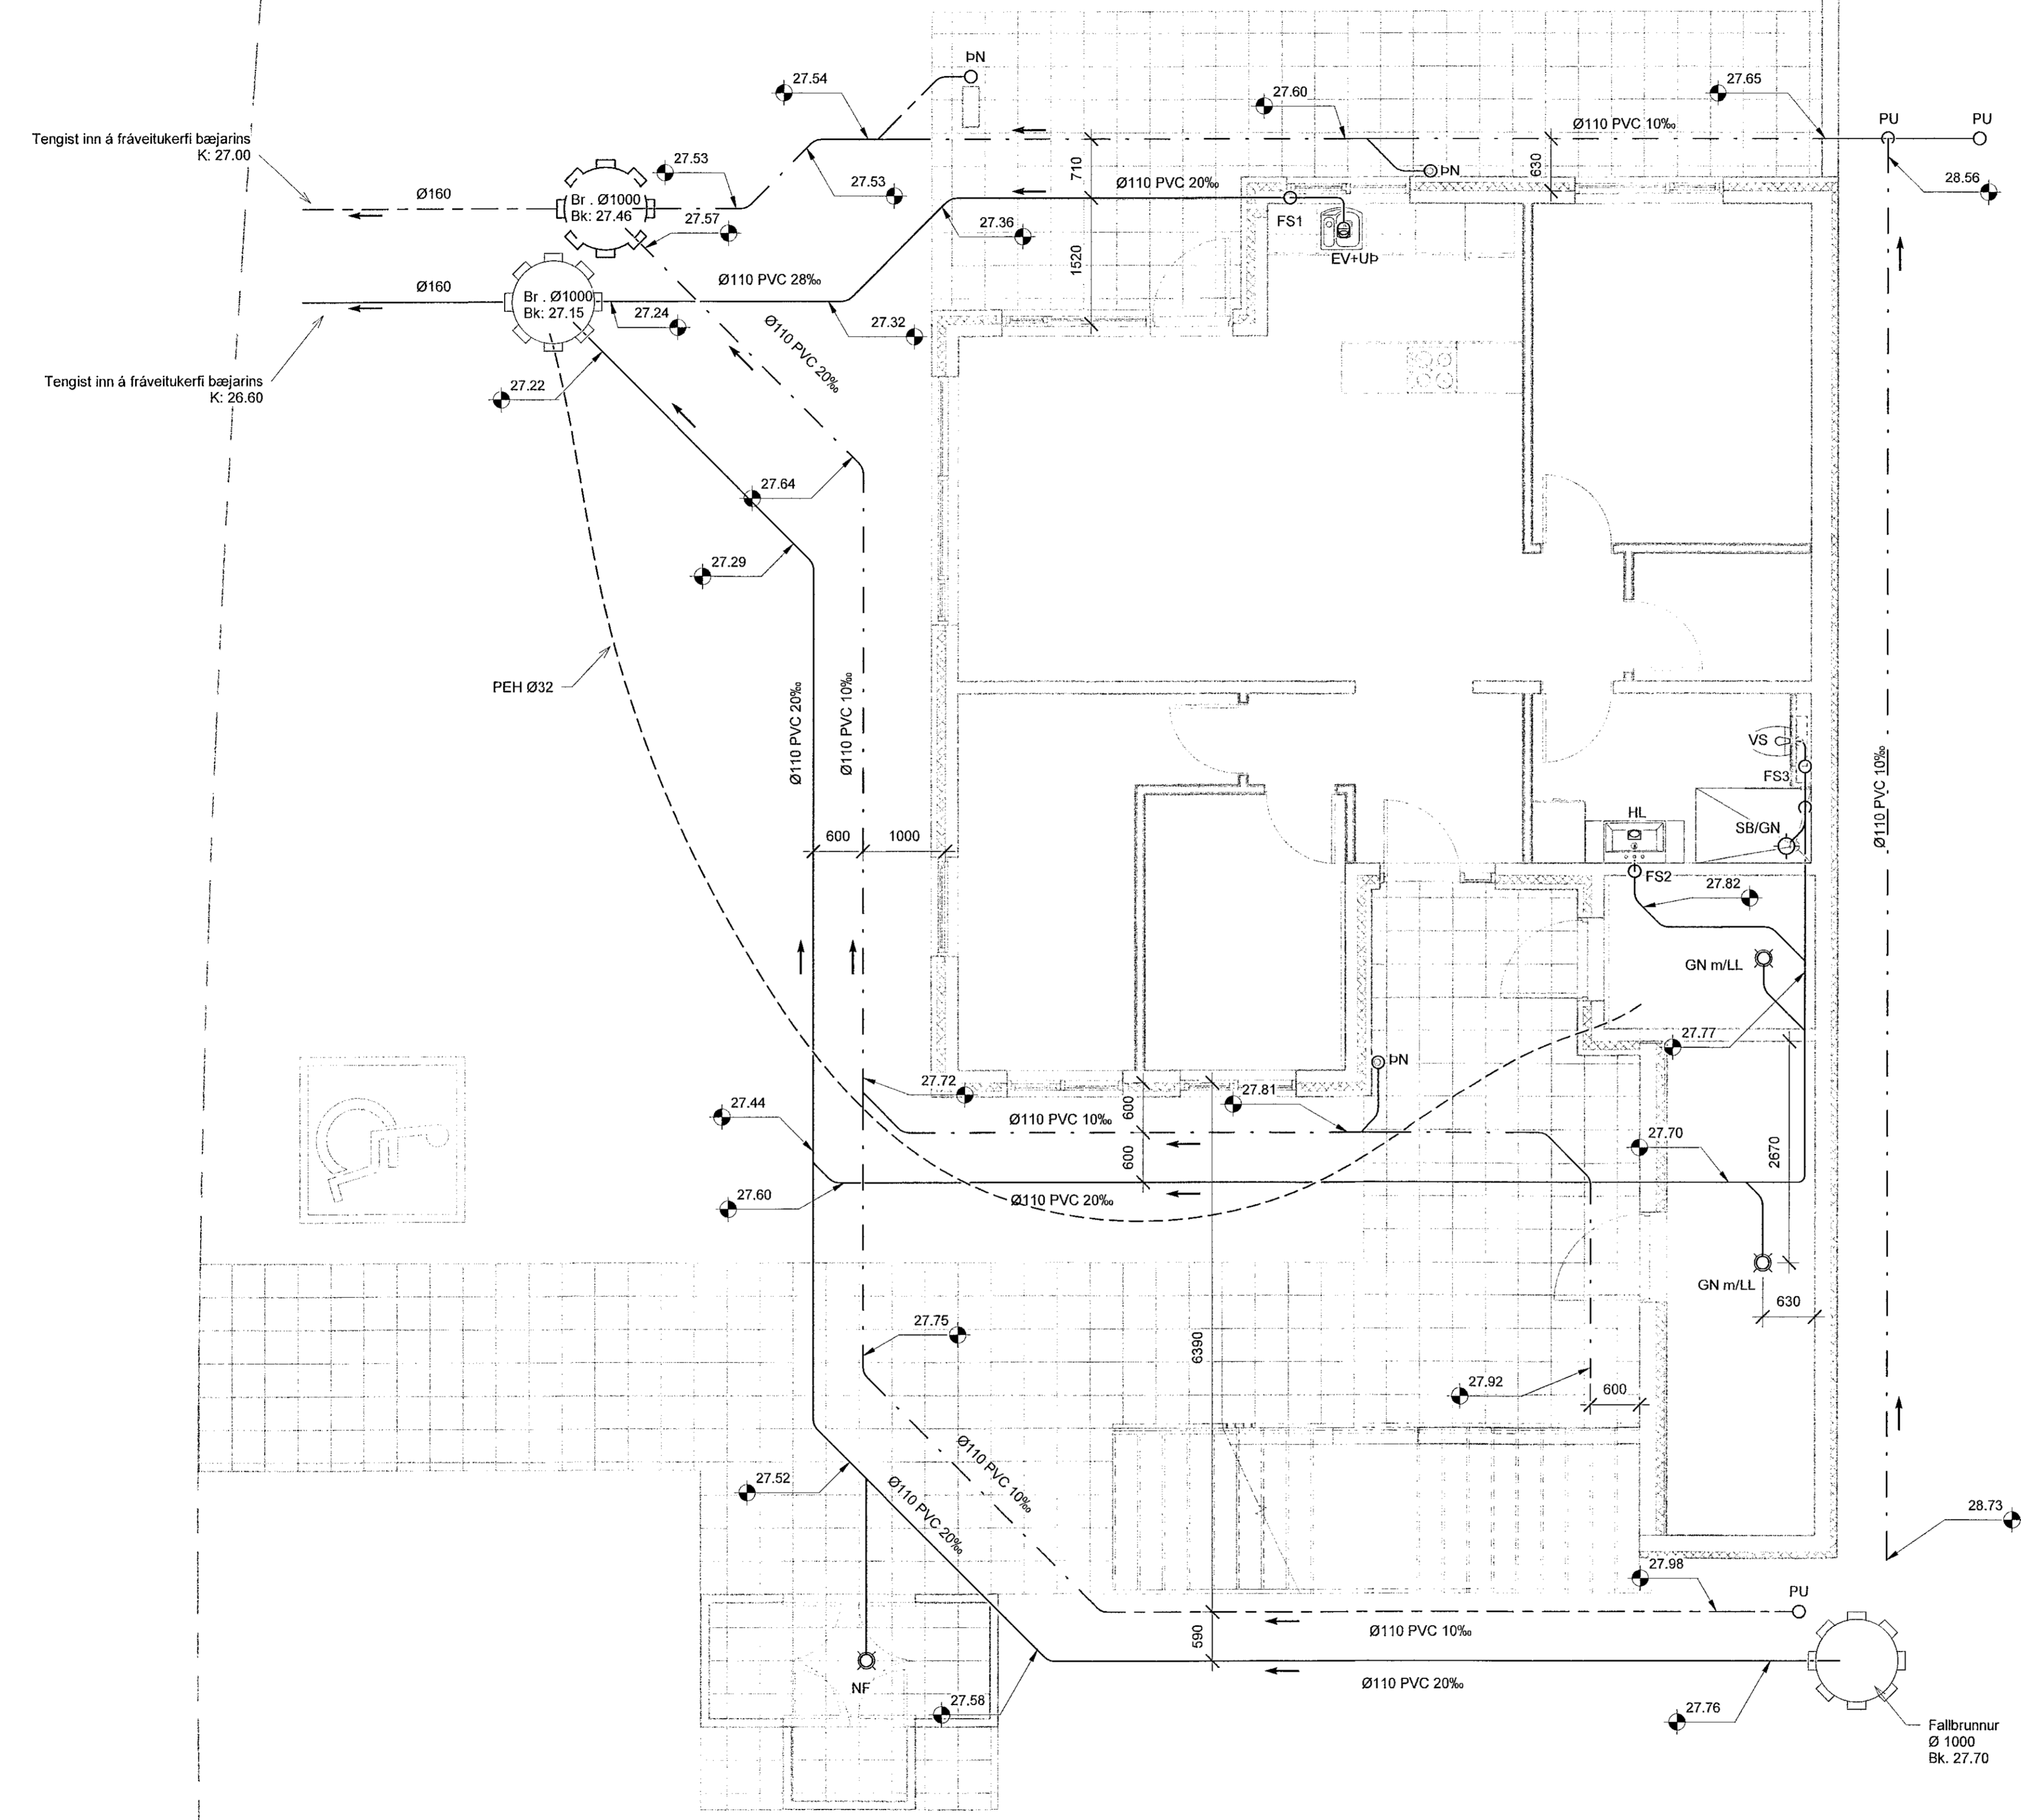 ÞN
27.54
27.60
27.65
Ø110 PVC 10‰
PU
PU
Tengist inn á fráveitukerfi bæjarins
K: 27.00
27.53
27.53
710
630
ÞN
28.56
Ø160
Br . Ø1000
Bk: 27.46
27.57
27.36
Ø110 PVC 20‰
FS1
EV+UÞ
1520
Ø160
Br . Ø1000
Bk: 27.15
27.24
Ø110 PVC 28‰
27.32
Ø110 PVC 20‰
Tengist inn á fráveitukerfi bæjarins
K: 26.60
27.22
27.64
27.29
PEH Ø32
Ø110 PVC 20‰
Ø110 PVC 10‰
VS
FS3
Ø110 PVC 10‰
600
1000
HL
SB/GN
FS2
27.82
GN m/LL
27.77
27.72
27.81
ÞN
27.44
Ø110 PVC 10‰
600
600
27.70
2670
27.60
Ø110 PVC 20‰
GN m/LL
630
27.75
6390
27.92
600
27.52
Ø110 PVC 10‰
Ø110 PVC 20‰
28.73
27.98
PU
590
Ø110 PVC 10‰
NF
27.58
Ø110 PVC 20‰
27.76
Fallbrunnur
Ø 1000
Bk. 27.70